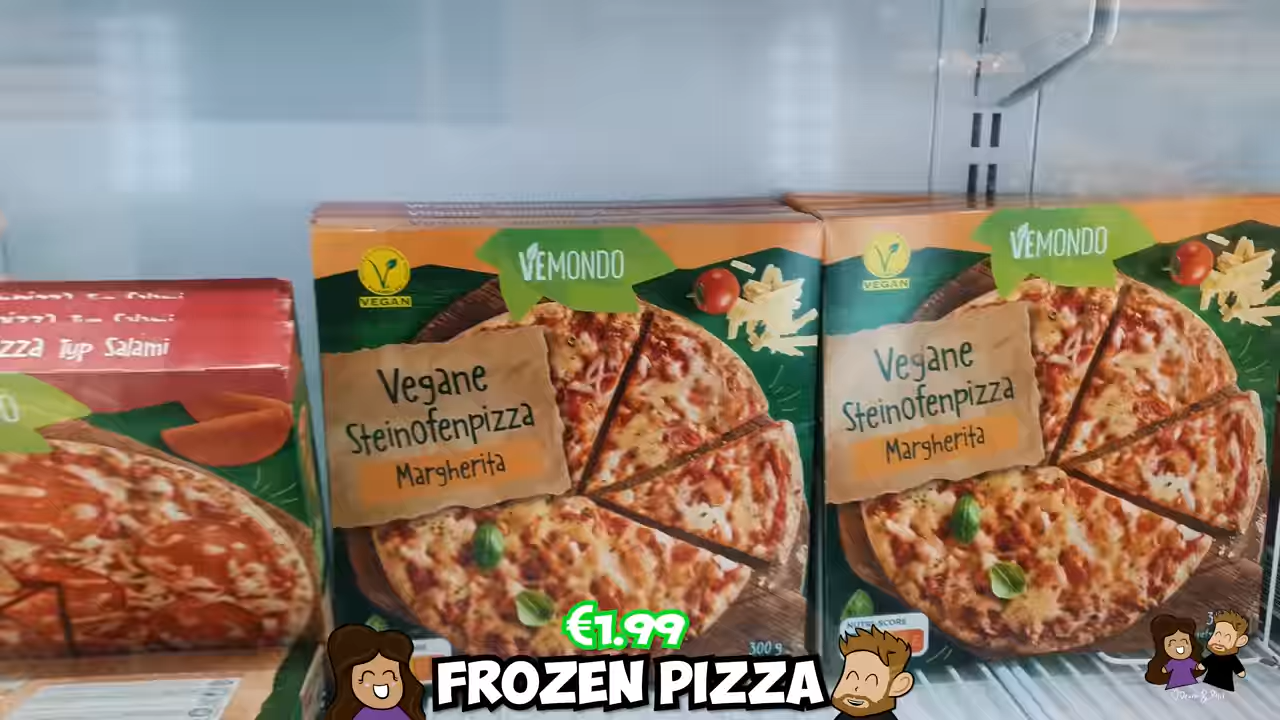 zza Typ Salami
VEMONDO
VEGAN
Vegane
Steinofenpizza
Margherita
300 g
VEMONDO
VEGAN
Vegane
Steinofenpizza
Margherita
NUTRI-SCORE
€1.99
FROZEN PIZZA